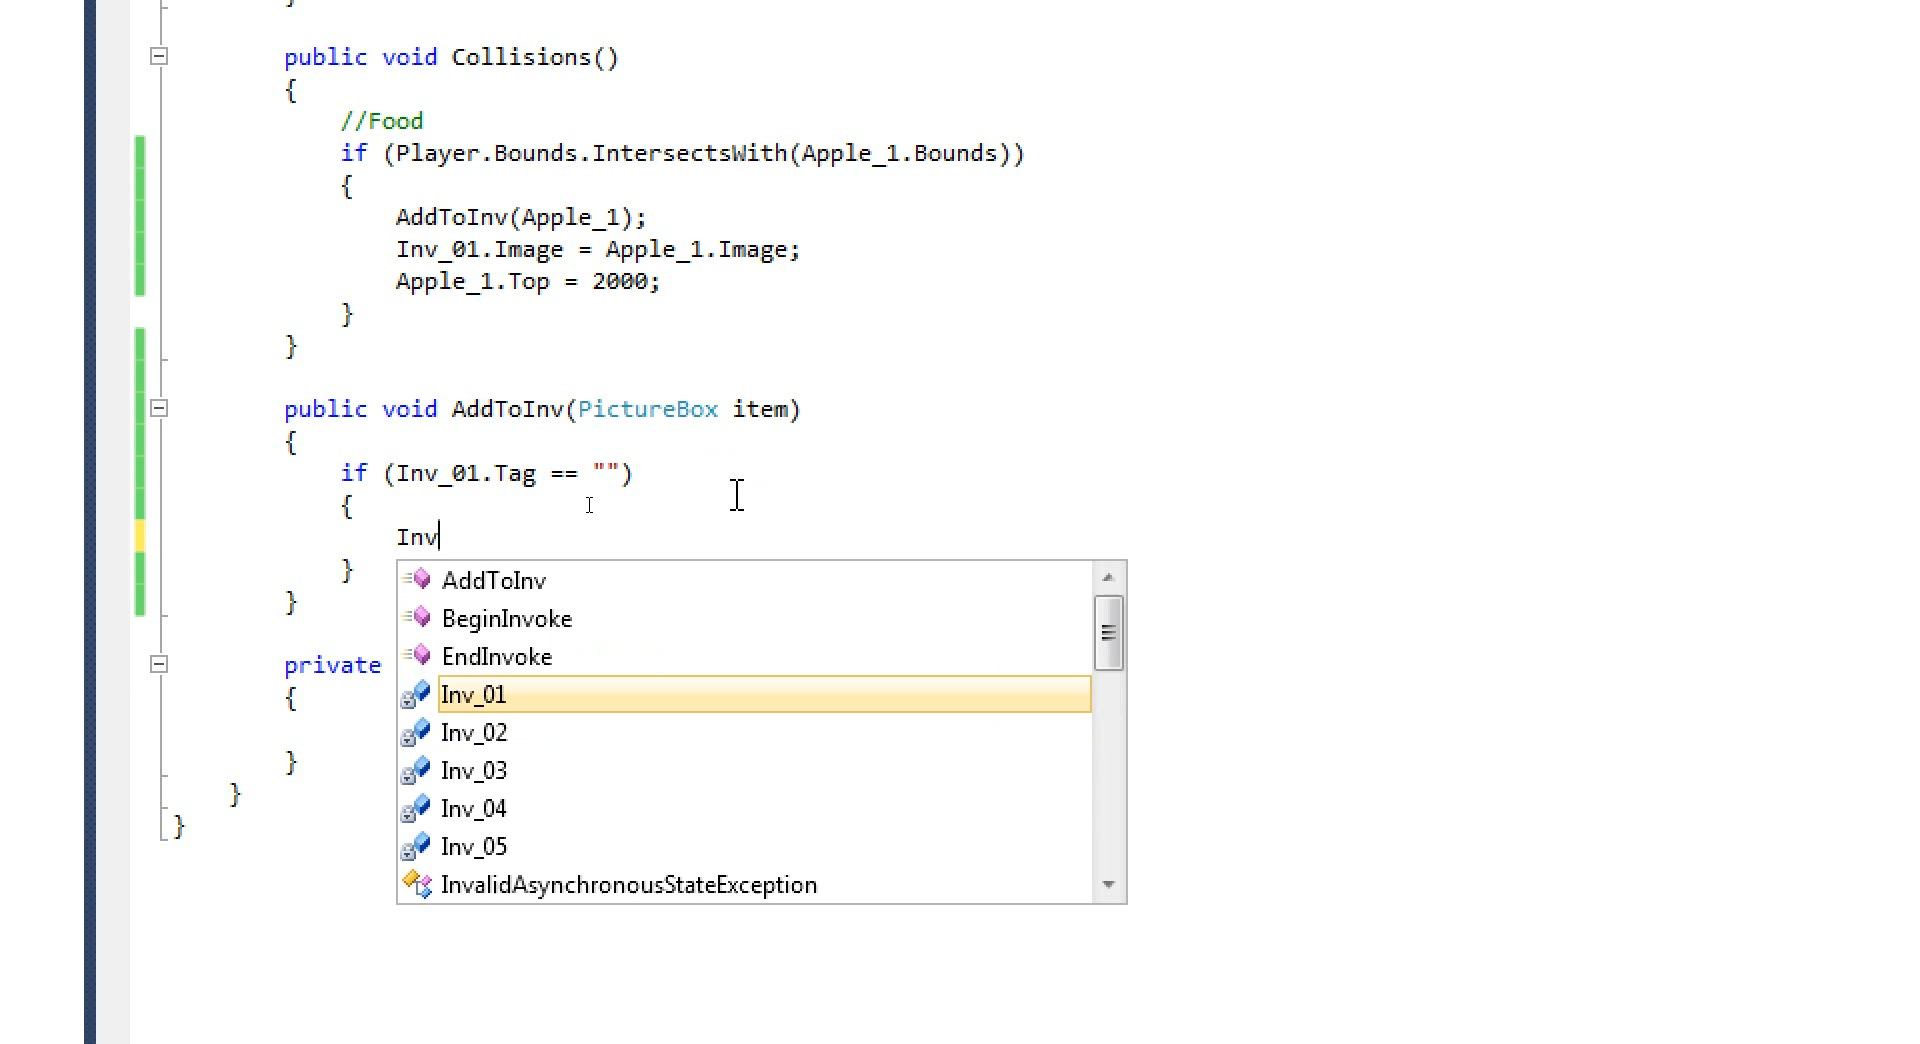 }
public void Collisions()
{
//Food
if (Player.Bounds.IntersectsWith(Apple_1.Bounds))
{
AddToInv(Apple_1);
Inv_01.Image = Apple_1.Image;
Apple_1.Top = 2000;
}
}
public void AddToInv(PictureBox item)
{
if (Inv_01.Tag == "")
{
Inv
}
}
AddToInv
BeginInvoke
EndInvoke
Inv_01
Inv_02
Inv_03
Inv_04
Inv_05
InvalidAsynchronousStateException
private
{
}
}
}